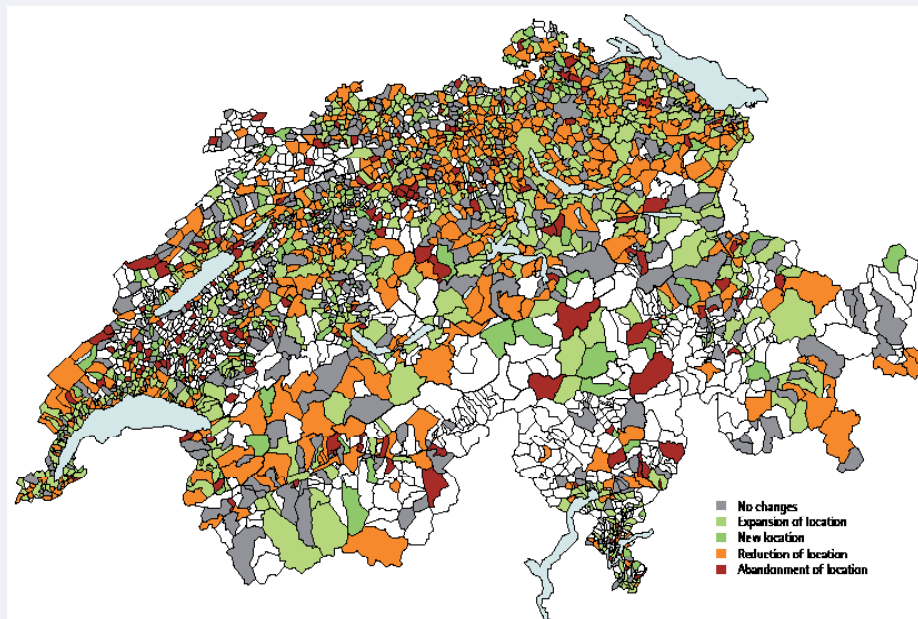 No changes
Expansion of location
New location
Reduction of location
Abandonment of location